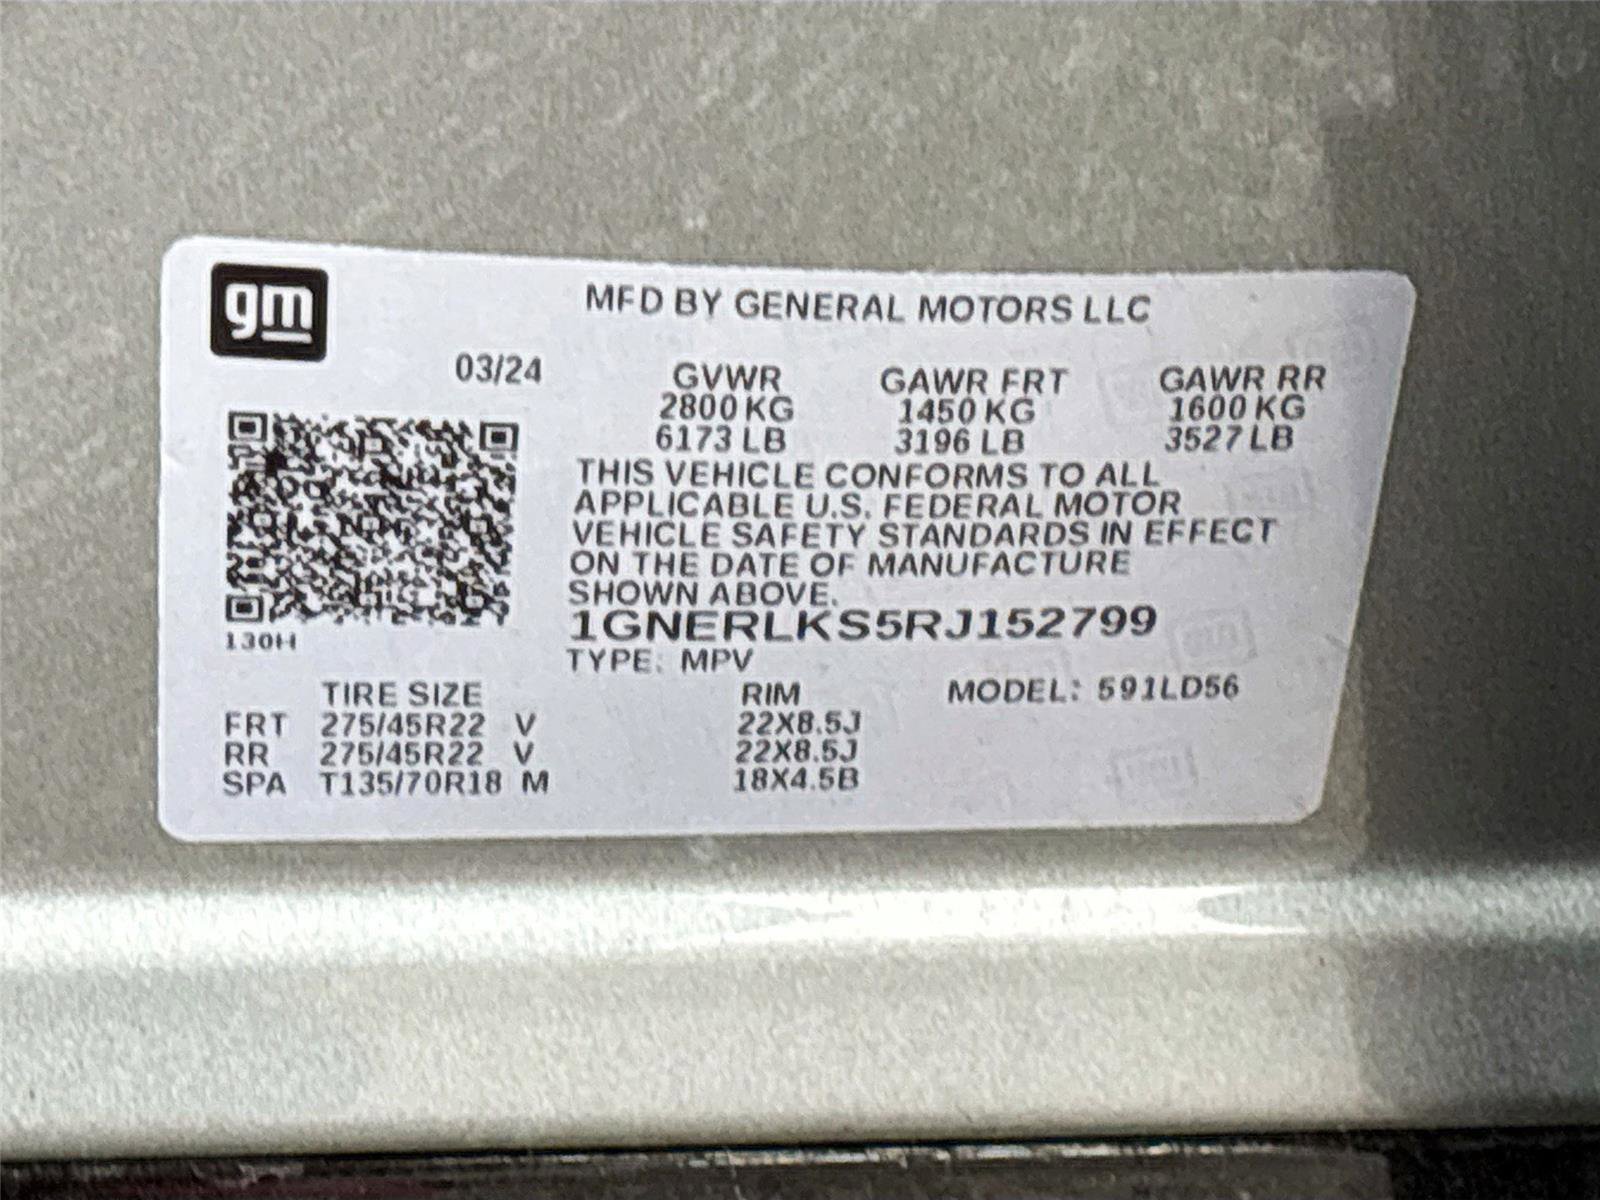 gm
MFD BY GENERAL MOTORS LLC
03/24
GVWR GAWR FRT GAWR RR
2800 KG 1450 KG 1600 KG
6173 LB 3196 LB 3527 LB
THIS VEHICLE CONFORMS TO ALL
APPLICABLE U.S. FEDERAL MOTOR
VEHICLE SAFETY STANDARDS IN EFFECT
ON THE DATE OF MANUFACTURE
SHOWN ABOVE.
1GNERLKS5RJ152799
130H
TYPE: MPV
TIRE SIZE RIM MODEL: 591LD56
FRT 275/45R22 V 22X8.5J
RR 275/45R22 V 22X8.5J
SPA T135/70R18 M 18X4.5B